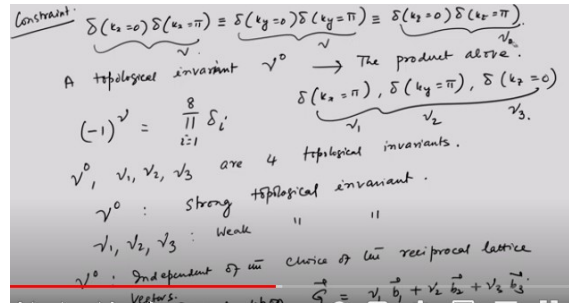 Constraint: δ(kx=0) δ(kx=π) ≡ δ(ky=0) δ(ky=π) ≡ δ(kz=0) δ(kz=π).
ν ν ν
A topological invariant ν⁰ → The product above.
(-1)^ν = ∏_{i=1}^{8} δi
δ(kx=π), δ(ky=π), δ(kz=0)
ν1 ν2 ν3.
ν⁰, ν1, ν2, ν3 are 4 topological invariants.
ν⁰ : Strong topological invariant.
ν1, ν2, ν3 : Weak " "
ν⁰ : Independent of the choice of the reciprocal lattice
vectors. G = ν1 b1 + ν2 b2 + ν3 b3.